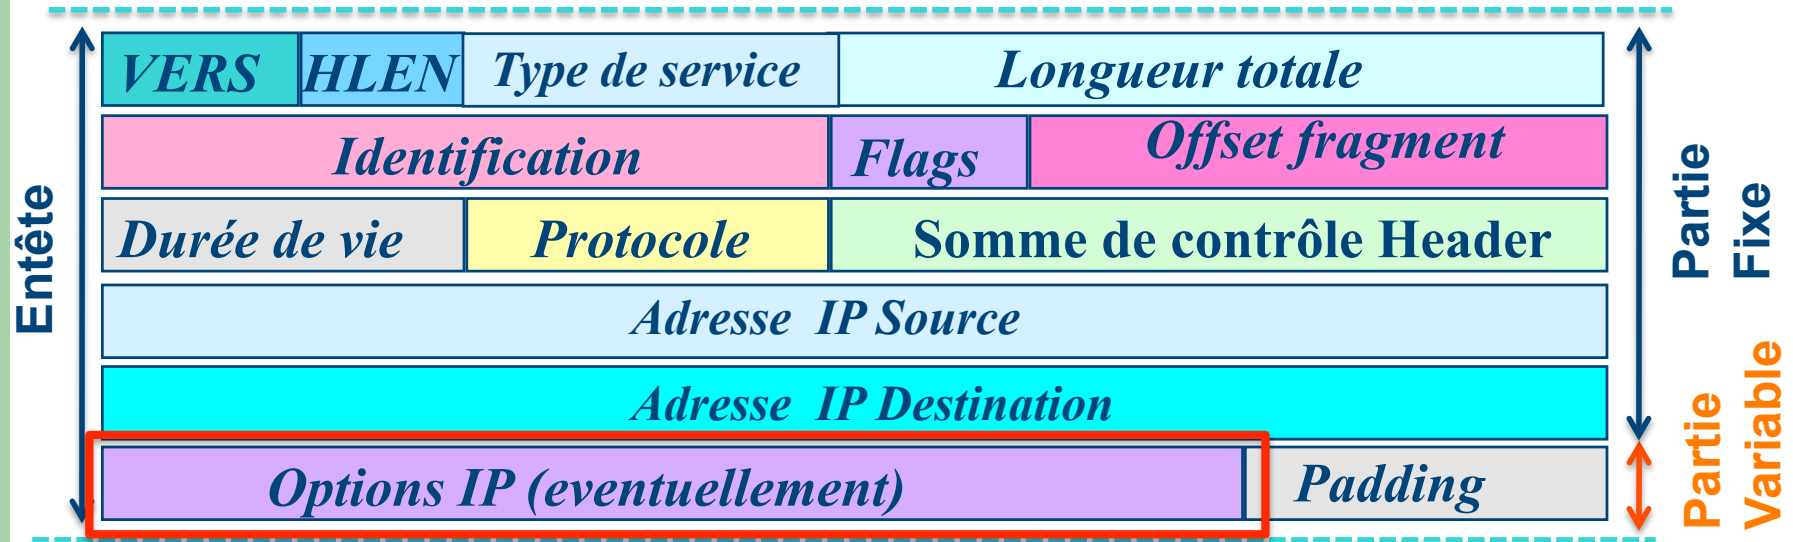 VERS HLEN Type de service Longueur totale
Identification Flags Offset fragment
Durée de vie Protocole Somme de contrôle Header
Adresse IP Source
Adresse IP Destination
Options IP (eventuellement) Padding
Entête
Partie
Fixe
Partie
Variable